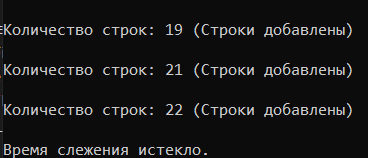 Количество строк: 19 (Строки добавлены)
Количество строк: 21 (Строки добавлены)
Количество строк: 22 (Строки добавлены)
Время слежения истекло.